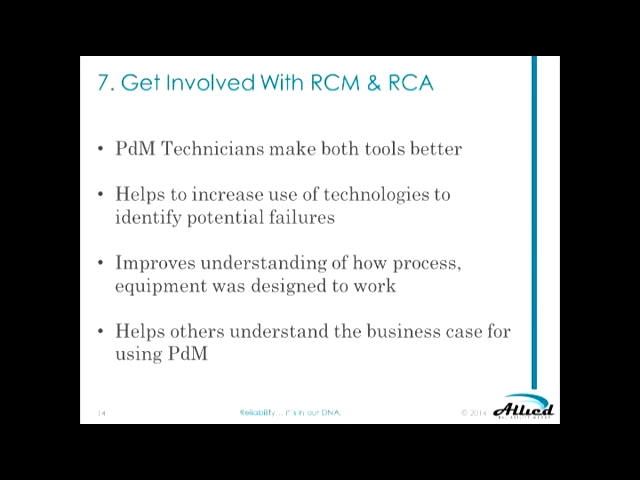 7. Get Involved With RCM & RCA
• PdM Technicians make both tools better
• Helps to increase use of technologies to
identify potential failures
• Improves understanding of how process,
equipment was designed to work
• Helps others understand the business case for
using PdM
14
Reliability... it's in our DNA.
© 2014
Allied